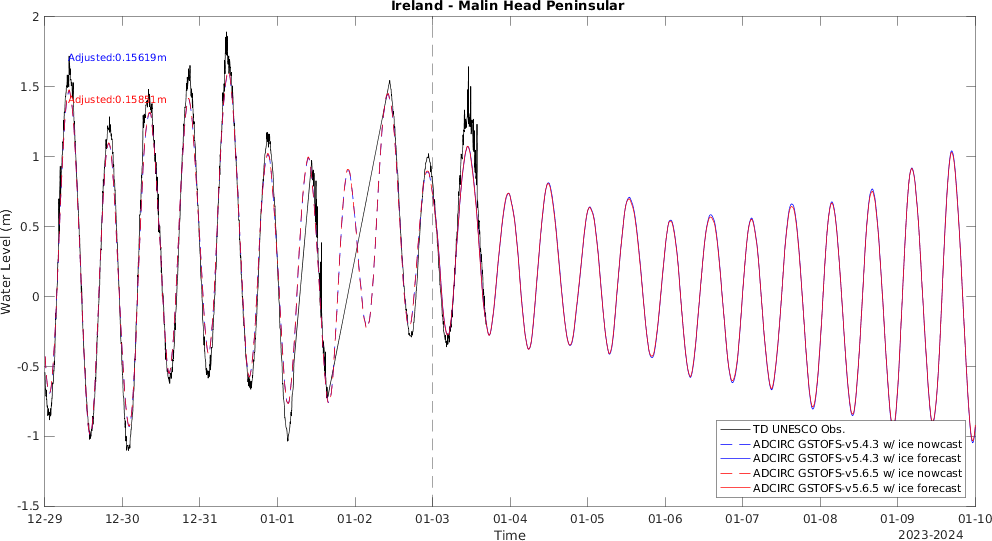 Ireland - Malin Head Peninsular
Water Level (m)
2
1.5
1
0.5
0
-0.5
-1
-1.5
Adjusted:0.15619m
Adjusted:0.15851m
TD UNESCO Obs.
ADCIRC GSTOFS-v5.4.3 w/ ice nowcast
ADCIRC GSTOFS-v5.4.3 w/ ice forecast
ADCIRC GSTOFS-v5.6.5 w/ ice nowcast
ADCIRC GSTOFS-v5.6.5 w/ ice forecast
12-29 12-30 12-31 01-01 01-02 01-03 01-04 01-05 01-06 01-07 01-08 01-09 01-10
Time
2023-2024